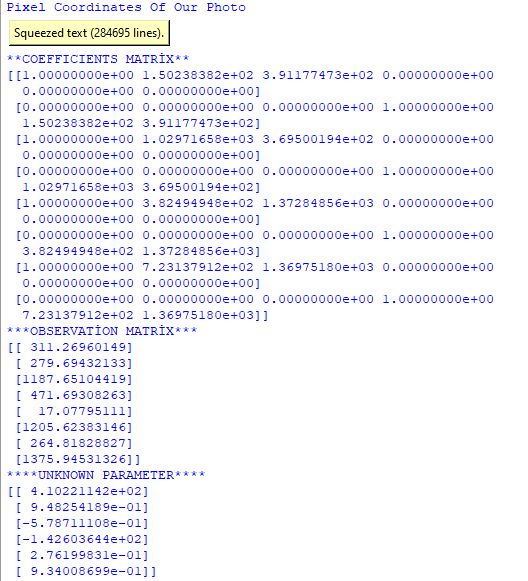 Pixel Coordinates Of Our Photo
Squeezed text (284695 lines).
**COEFFICIENTS MATRİX**
[[1.00000000e+00 1.50238382e+02 3.91177473e+02 0.00000000e+00
0.00000000e+00 0.00000000e+00]
[0.00000000e+00 0.00000000e+00 0.00000000e+00 1.00000000e+00
1.50238382e+02 3.91177473e+02]
[1.00000000e+00 1.02971658e+03 3.69500194e+02 0.00000000e+00
0.00000000e+00 0.00000000e+00]
[0.00000000e+00 0.00000000e+00 0.00000000e+00 1.00000000e+00
1.02971658e+03 3.69500194e+02]
[1.00000000e+00 3.82494948e+02 1.37284856e+03 0.00000000e+00
0.00000000e+00 0.00000000e+00]
[0.00000000e+00 0.00000000e+00 0.00000000e+00 1.00000000e+00
3.82494948e+02 1.37284856e+03]
[1.00000000e+00 7.23137912e+02 1.36975180e+03 0.00000000e+00
0.00000000e+00 0.00000000e+00]
[0.00000000e+00 0.00000000e+00 0.00000000e+00 1.00000000e+00
7.23137912e+02 1.36975180e+03]]
***OBSERVATİON MATRİX***
[[ 311.26960149]
[ 279.69432133]
[1187.65104419]
[ 471.69308263]
[ 17.07795111]
[1205.62383146]
[ 264.81828827]
[1375.94531326]]
****UNKNOWN PARAMETER****
[[ 4.10221142e+02]
[ 9.48254189e-01]
[-5.78711108e-01]
[-1.42603644e+02]
[ 2.76199831e-01]
[ 9.34008699e-01]]